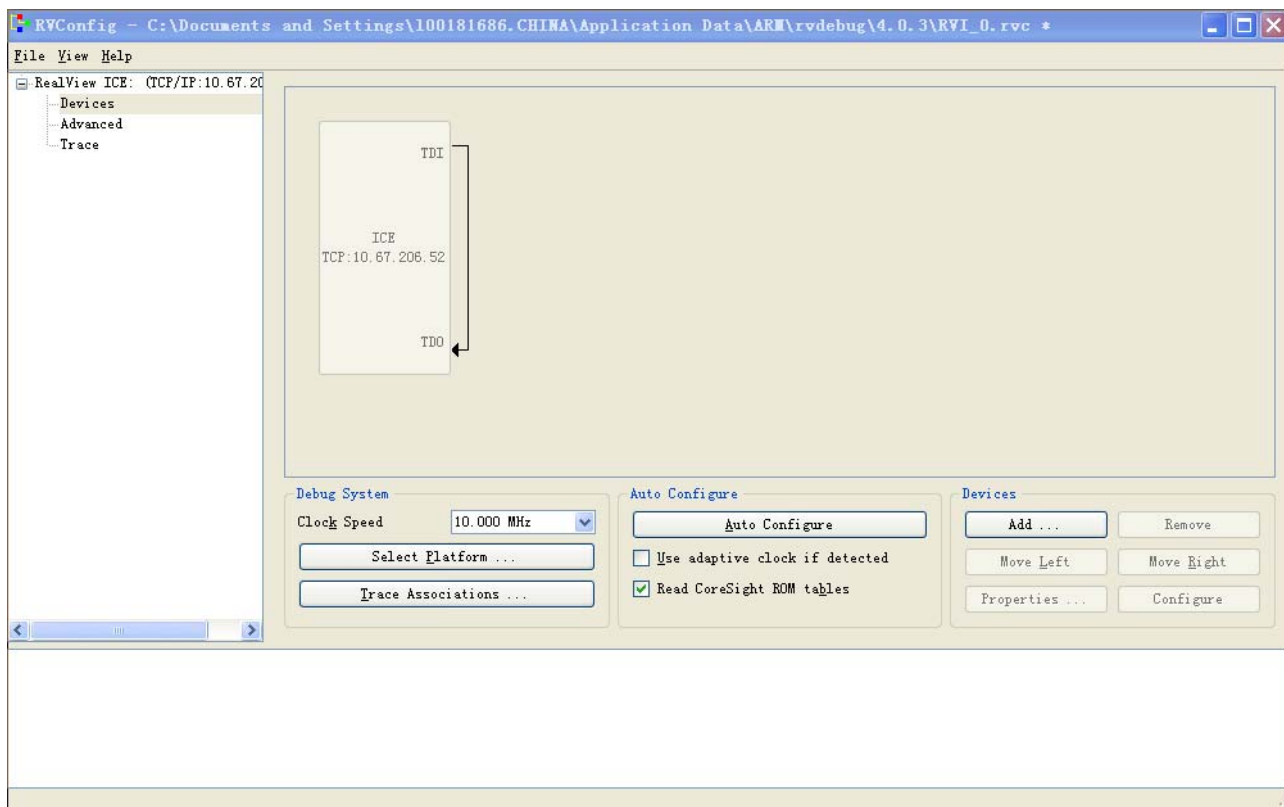 RVConfig - C:\Documents and Settings\l00181686.CHINA\Application Data\ARM\rvdebug\4.0.3\RVI_0.rvc *
File View Help
RealView ICE: (TCP/IP:10.67.20
Devices
Advanced
Trace
TDI
ICE
TCP:10.67.206.52
TDO
Debug System
Clock Speed 10.000 MHz
Select Platform ...
Trace Associations ...
Auto Configure
Auto Configure
Use adaptive clock if detected
Read CoreSight ROM tables
Devices
Add ... Remove
Move Left Move Right
Properties ... Configure